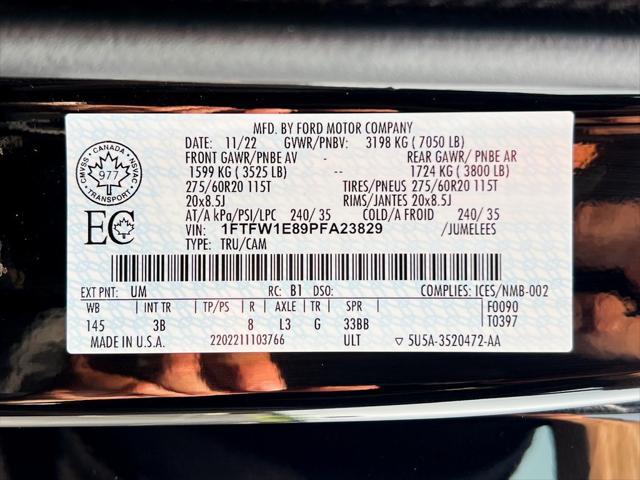 MFD. BY FORD MOTOR COMPANY
DATE: 11/22 GVWR/PNBV: 3198 KG ( 7050 LB)
FRONT GAWR/PNBE AV - REAR GAWR/ PNBE AR
1599 KG ( 3525 LB) -- 1724 KG ( 3800 LB)
275/60R20 115T TIRES/PNEUS 275/60R20 115T
20x8.5J RIMS/JANTES 20x8.5J
AT/A kPa/PSI/LPC 240/ 35 COLD/A FROID 240/ 35
VIN: 1FTFW1E89PFA23829 /JUMELEES
TYPE: TRU/CAM
CMVSS · CANADA · NSVAC
977
TRANSPORT
EC
EXT PNT: UM RC: B1 DSO: COMPLIES: ICES/NMB-002
WB INT TR TP/PS R AXLE TR SPR F0090
145 3B 8 L3 G 33BB T0397
MADE IN U.S.A. 2202211103766 ULT ▽ 5U5A-3520472-AA